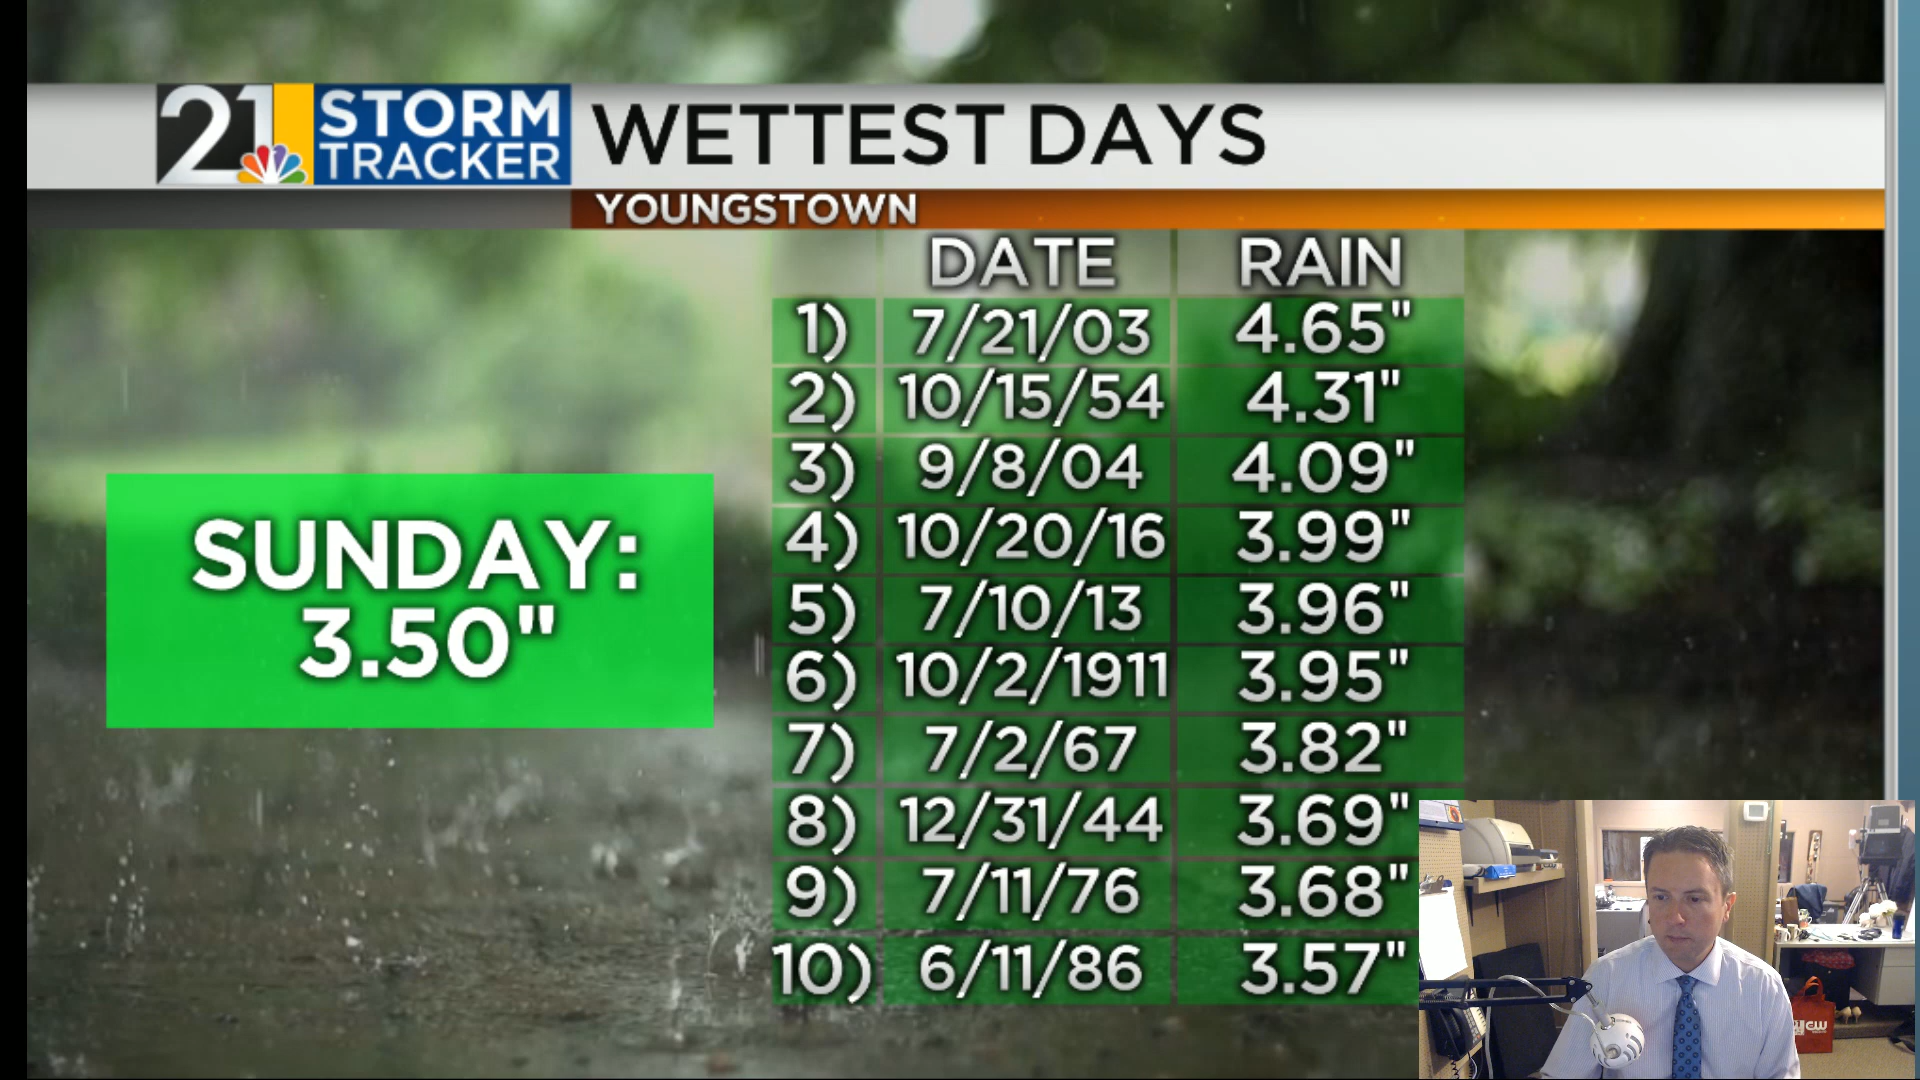 21 STORM TRACKER
WETTEST DAYS
YOUNGSTOWN
DATE RAIN
1) 7/21/03 4.65"
2) 10/15/54 4.31"
3) 9/8/04 4.09"
4) 10/20/16 3.99"
5) 7/10/13 3.96"
6) 10/2/1911 3.95"
7) 7/2/67 3.82"
8) 12/31/44 3.69"
9) 7/11/76 3.68"
10) 6/11/86 3.57"
SUNDAY:
3.50"
CW